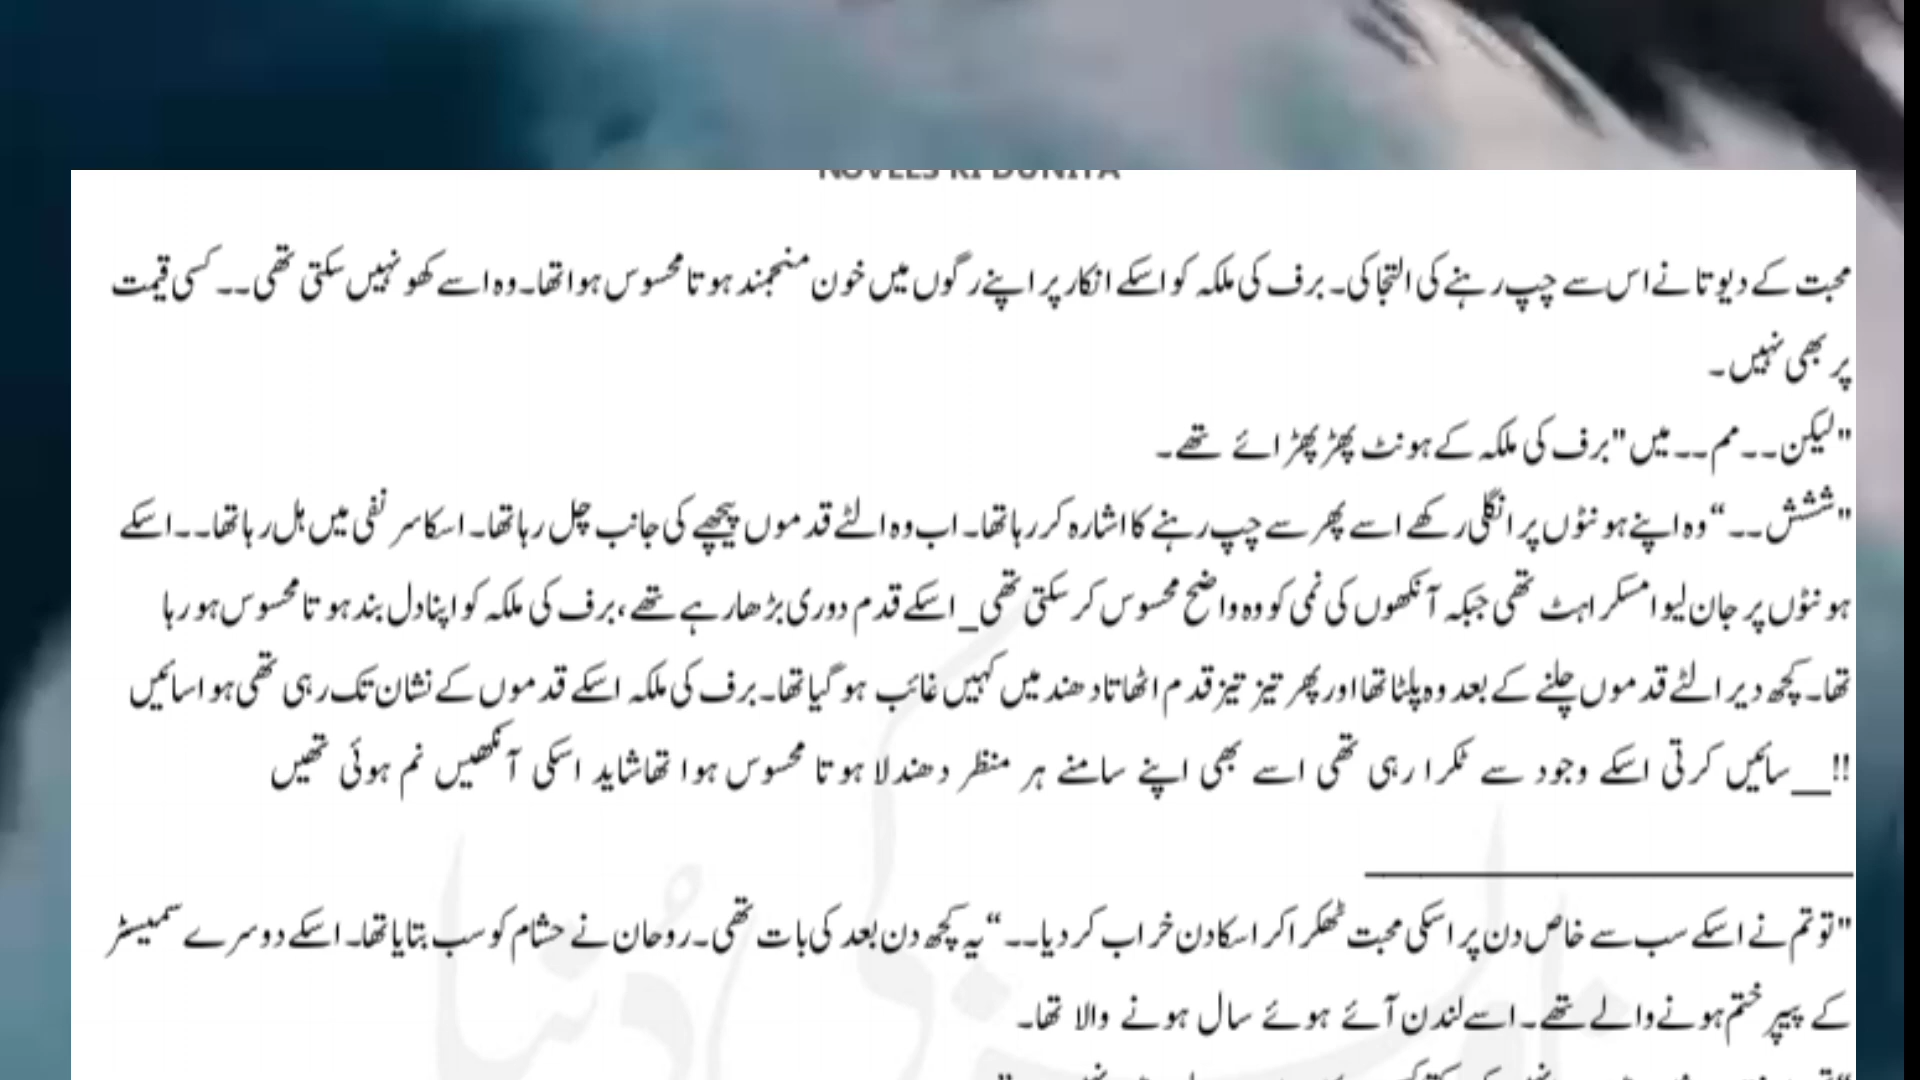 NOVELS KI DUNIYA
محبت کے دیوتا نے اس سے چپ رہنے کی التجا کی۔ برف کی ملکہ کو اسکے انکار پر اپنے رگوں میں خون منجمند ہوتا محسوس ہوا تھا۔ وہ اسے کھو نہیں سکتی تھی۔۔ کسی قیمت
پر بھی نہیں۔
"لیکن۔۔ مم۔۔ میں" برف کی ملکہ کے ہونٹ پھڑپھڑائے تھے۔
"ششش۔۔“ وہ اپنے ہونٹوں پر انگلی رکھے اسے پھر سے چپ رہنے کا اشارہ کر رہا تھا۔ اب وہ الٹے قدموں پیچھے کی جانب چل رہا تھا۔ اسکا سر نفی میں ہل رہا تھا۔۔ اسکے
ہونٹوں پر جان لیوا مسکراہٹ تھی جبکہ آنکھوں کی نمی کو وہ واضح محسوس کر سکتی تھی_ اسکے قدم دوری بڑھا رہے تھے، برف کی ملکہ کو اپنا دل بند ہوتا محسوس ہو رہا
تھا۔ کچھ دیر الٹے قدموں چلنے کے بعد وہ پلٹا تھا اور پھر تیز تیز قدم اٹھاتا دھند میں کہیں غائب ہو گیا تھا۔ برف کی ملکہ اسکے قدموں کے نشان تک رہی تھی ہوا سائیں
!!__سائیں کرتی اسکے وجود سے ٹکرا رہی تھی اسے بھی اپنے سامنے ہر منظر دھندلا ہوتا محسوس ہوا تھا شاید اسکی آنکھیں نم ہوئی تھیں
"تو تم نے اسکے سب سے خاص دن پر اسکی محبت ٹھکرا کر اسکا دن خراب کر دیا۔۔“ یہ کچھ دن بعد کی بات تھی۔ روحان نے حشام کو سب بتایا تھا۔ اسکے دوسرے سمیسٹر
کے پیپر ختم ہونے والے تھے۔ اسے لندن آئے ہوئے سال ہونے والا تھا۔